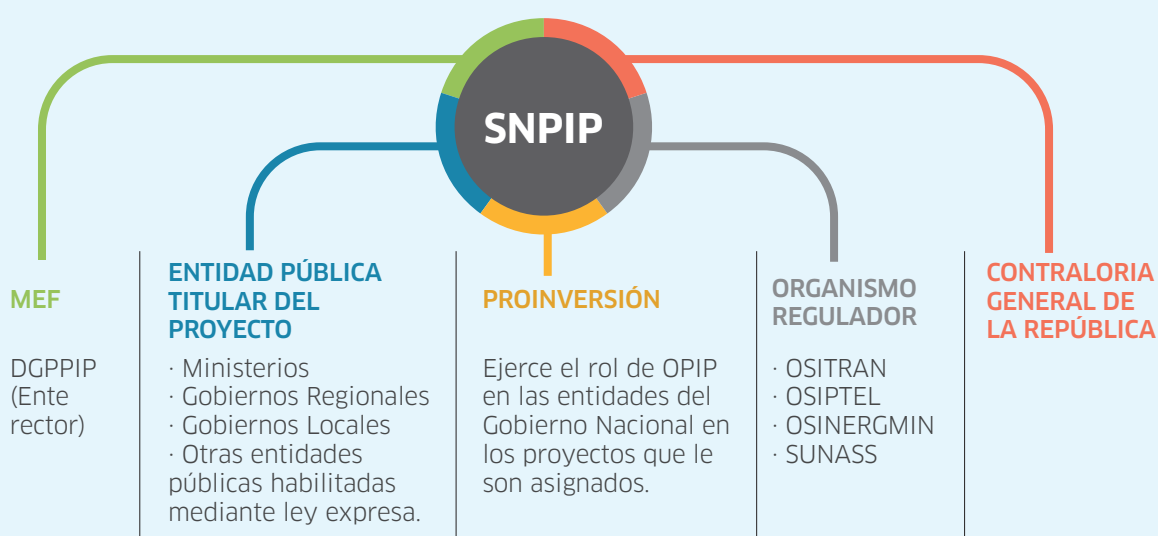 SNPIP
MEF
DGPPIP
(Ente
rector)
ENTIDAD PÚBLICA
TITULAR DEL
PROYECTO
· Ministerios
· Gobiernos Regionales
· Gobiernos Locales
· Otras entidades
públicas habilitadas
mediante ley expresa.
PROINVERSIÓN
Ejerce el rol de OPIP
en las entidades del
Gobierno Nacional en
los proyectos que le
son asignados.
ORGANISMO
REGULADOR
· OSITRAN
· OSIPTEL
· OSINERGMIN
· SUNASS
CONTRALORIA
GENERAL DE
LA REPÚBLICA